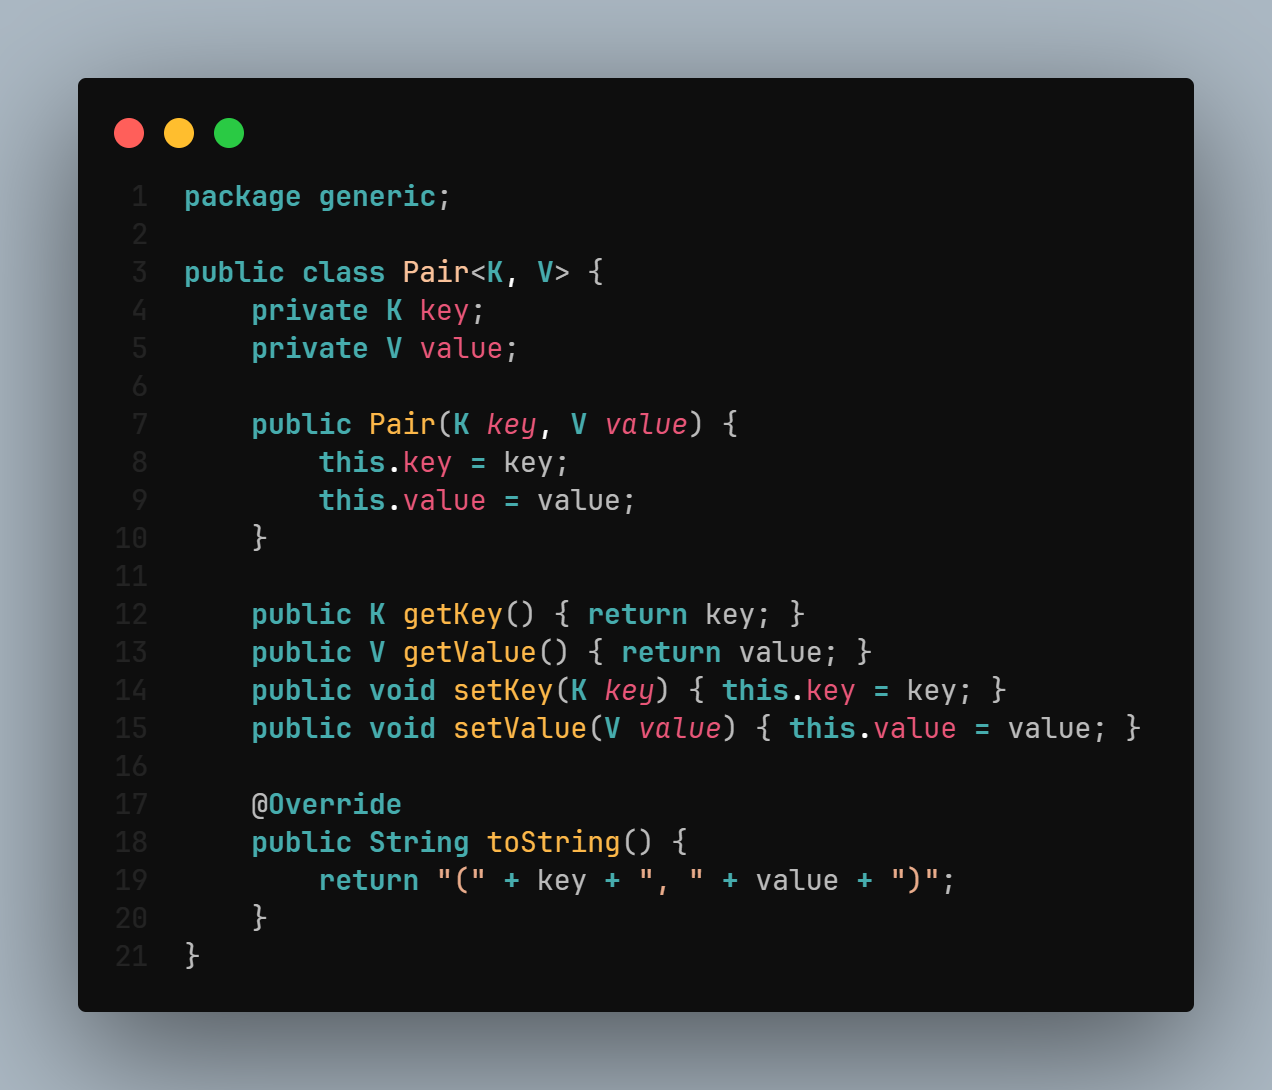 1 package generic;
2
3 public class Pair<K, V> {
4     private K key;
5     private V value;
6
7     public Pair(K key, V value) {
8         this.key = key;
9         this.value = value;
10     }
11
12     public K getKey() { return key; }
13     public V getValue() { return value; }
14     public void setKey(K key) { this.key = key; }
15     public void setValue(V value) { this.value = value; }
16
17     @Override
18     public String toString() {
19         return "(" + key + ", " + value + ")";
20     }
21 }